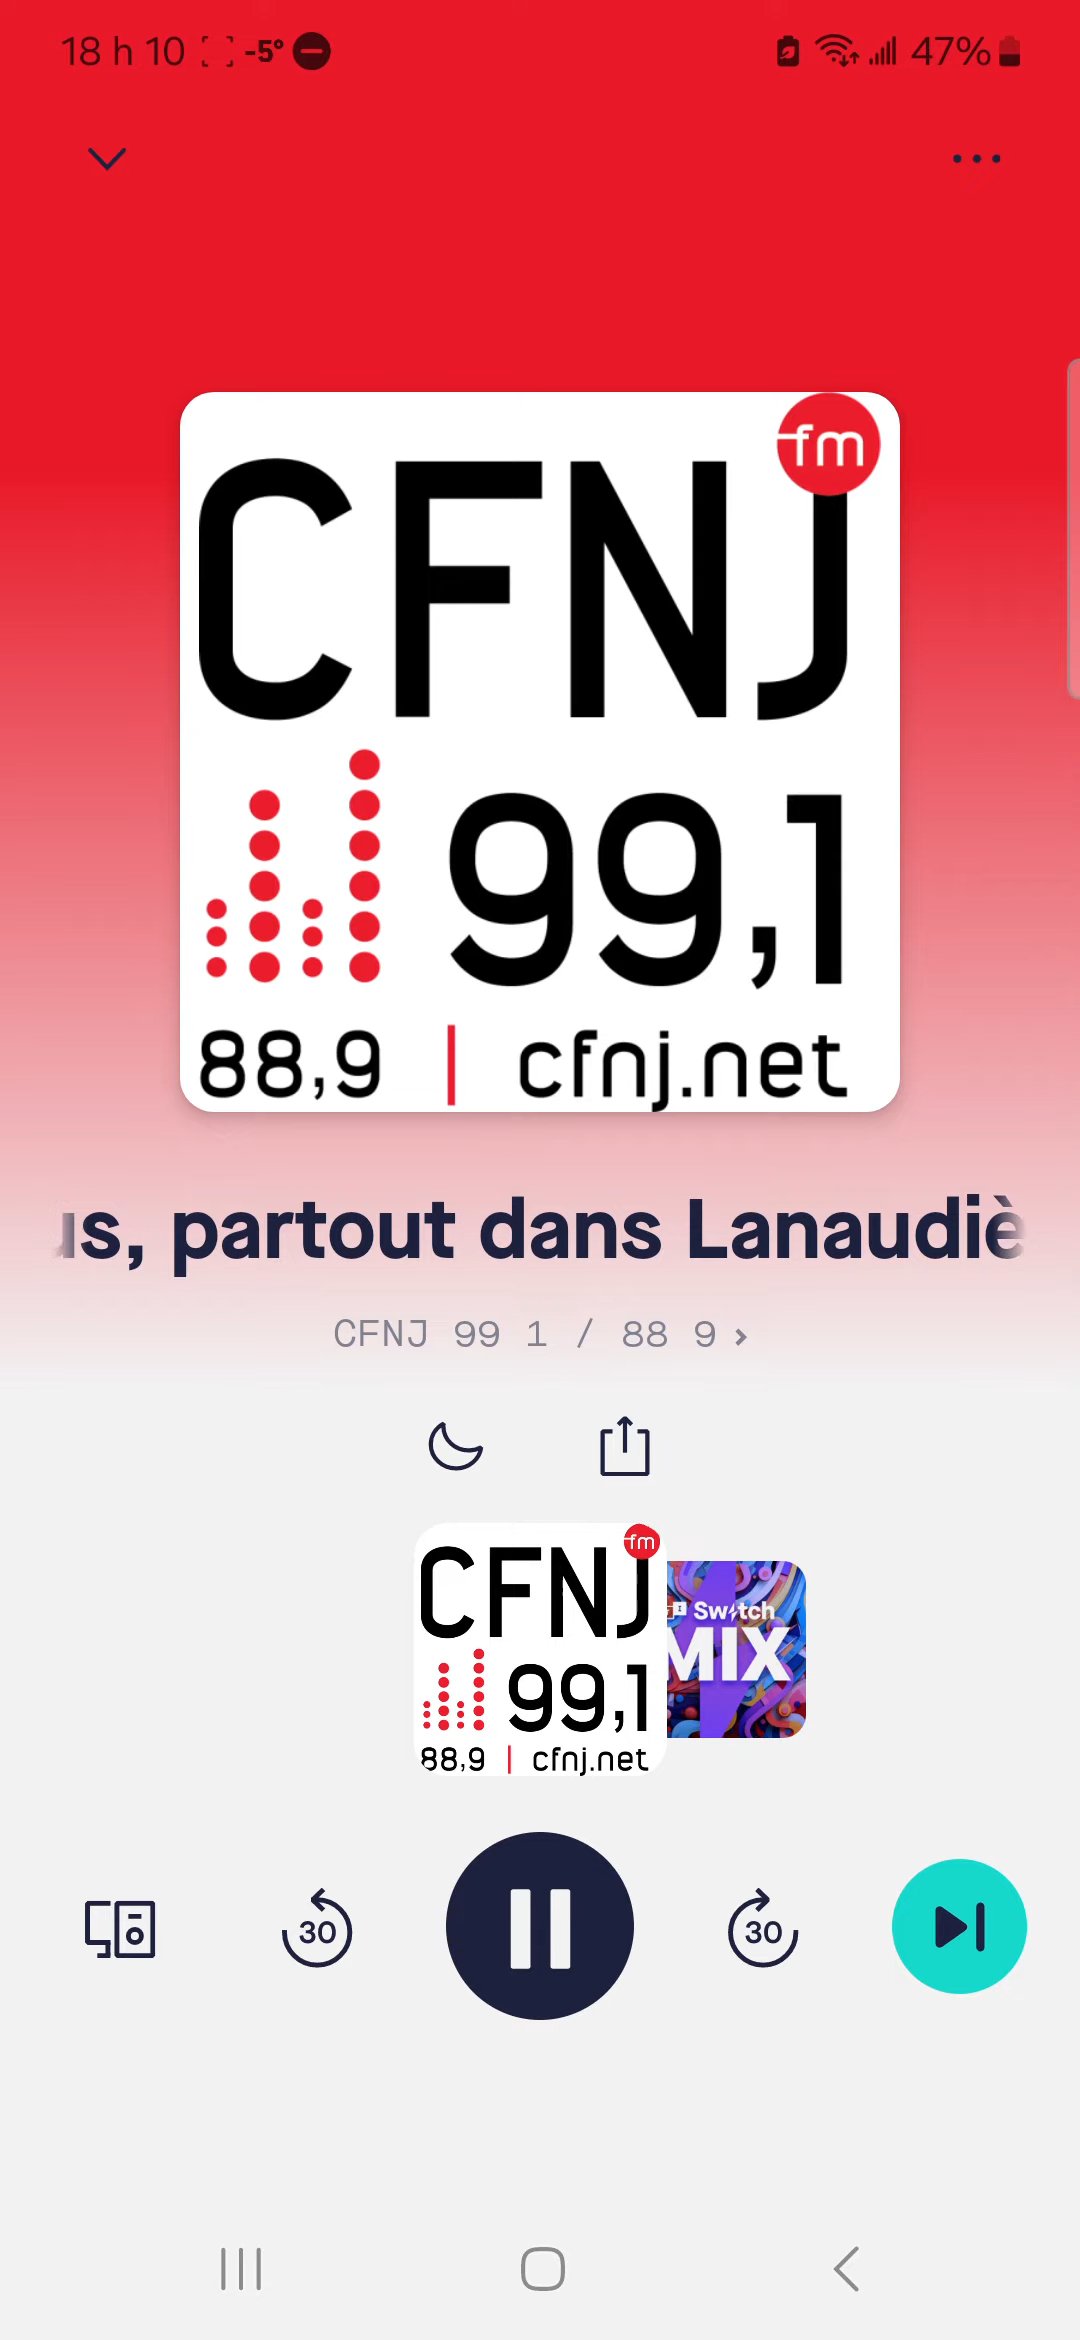 18 h 10 -5° 47%
fm
CFNJ
99,1
88,9 | cfnj.net
partout dans
CFNJ 99 1 / 88 9 >
fm
CFNJ
99,1
88,9 | cfnj.net
Switch
MIX
30
30